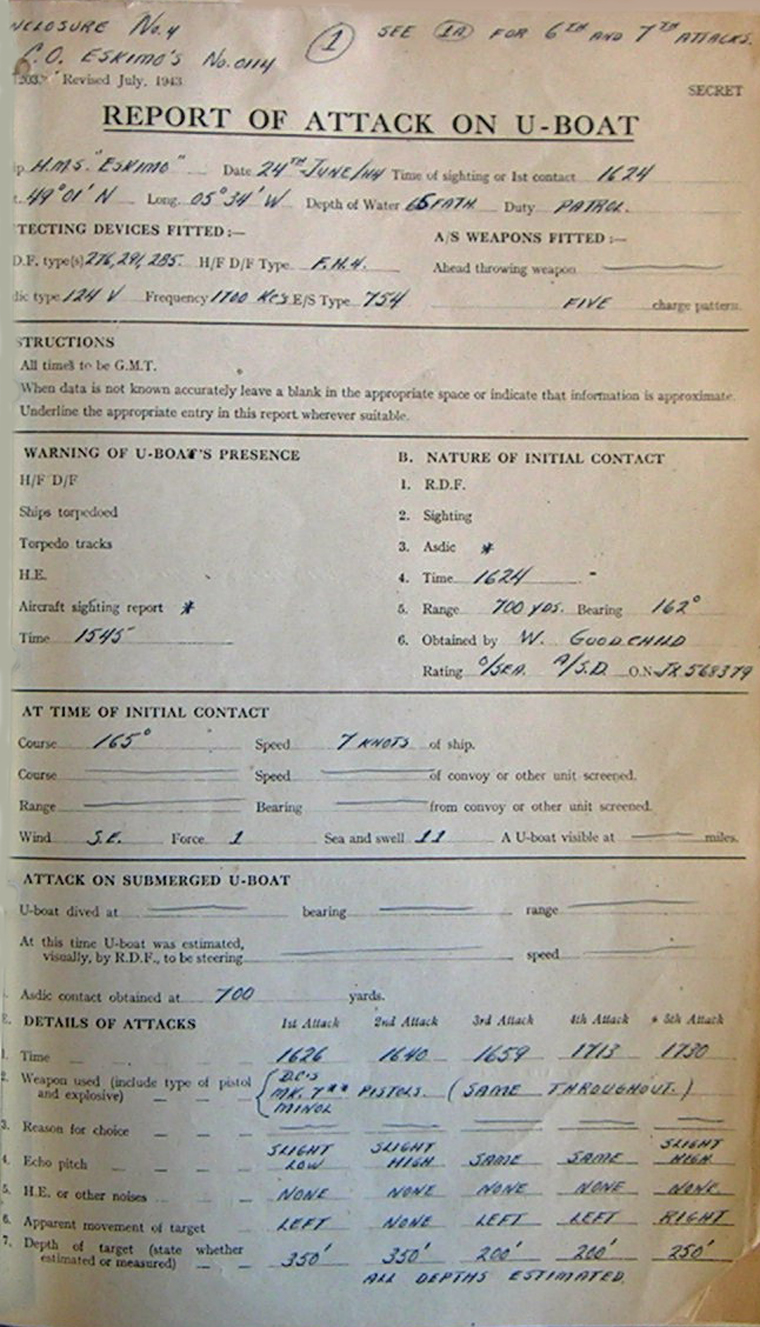 NCLOSURE No. 4
C.O. ESKIMO'S No. 0114
1 SEE 1A FOR 6TH AND 7TH ATTACKS.
Revised July, 1943
SECRET
REPORT OF ATTACK ON U-BOAT
p. H.M.S. "ESKIMO" Date 24TH JUNE/44 Time of sighting or 1st contact 1624
t. 49°01'N Long. 05°34'W Depth of Water 65 FATH Duty PATROL.
TECTING DEVICES FITTED :—
A/S WEAPONS FITTED :—
D.F. type(s) 276, 291, 285. H/F D/F Type F.H.4.
Ahead throwing weapon
dic type 124 V Frequency 1700 KCS E/S Type 754
FIVE charge pattern.
STRUCTIONS
All times to be G.M.T.
When data is not known accurately leave a blank in the appropriate space or indicate that information is approximate.
Underline the appropriate entry in this report wherever suitable.
WARNING OF U-BOAT'S PRESENCE
H/F D/F
Ships torpedoed
Torpedo tracks
H.E.
Aircraft sighting report *
Time 1545
B. NATURE OF INITIAL CONTACT
1. R.D.F.
2. Sighting
3. Asdic *
4. Time 1624
5. Range 700 YDS. Bearing 162°
6. Obtained by W. GOODCHILD
Rating O/SEA. A/S.D. O.N. JX 568379
AT TIME OF INITIAL CONTACT
Course 165° Speed 7 KNOTS of ship.
Course Speed of convoy or other unit screened.
Range Bearing from convoy or other unit screened.
Wind S.E. Force 1 Sea and swell 11 A U-boat visible at miles.
ATTACK ON SUBMERGED U-BOAT
U-boat dived at bearing range
At this time U-boat was estimated,
visually, by R.D.F., to be steering speed
Asdic contact obtained at 700 yards.
E. DETAILS OF ATTACKS 1st Attack 2nd Attack 3rd Attack 4th Attack * 5th Attack
1. Time 1626 1640 1659 1713 1730
2. Weapon used (include type of pistol and explosive) D.C'S
MK. 7 ** PISTOLS. (SAME THROUGHOUT.)
MINOL
3. Reason for choice
4. Echo pitch SLIGHT LOW SLIGHT HIGH SAME SAME SLIGHT HIGH
5. H.E. or other noises NONE NONE NONE NONE NONE.
6. Apparent movement of target LEFT NONE LEFT LEFT RIGHT
7. Depth of target (state whether estimated or measured) 350' 350' 200' 200' 250'
ALL DEPTHS ESTIMATED.